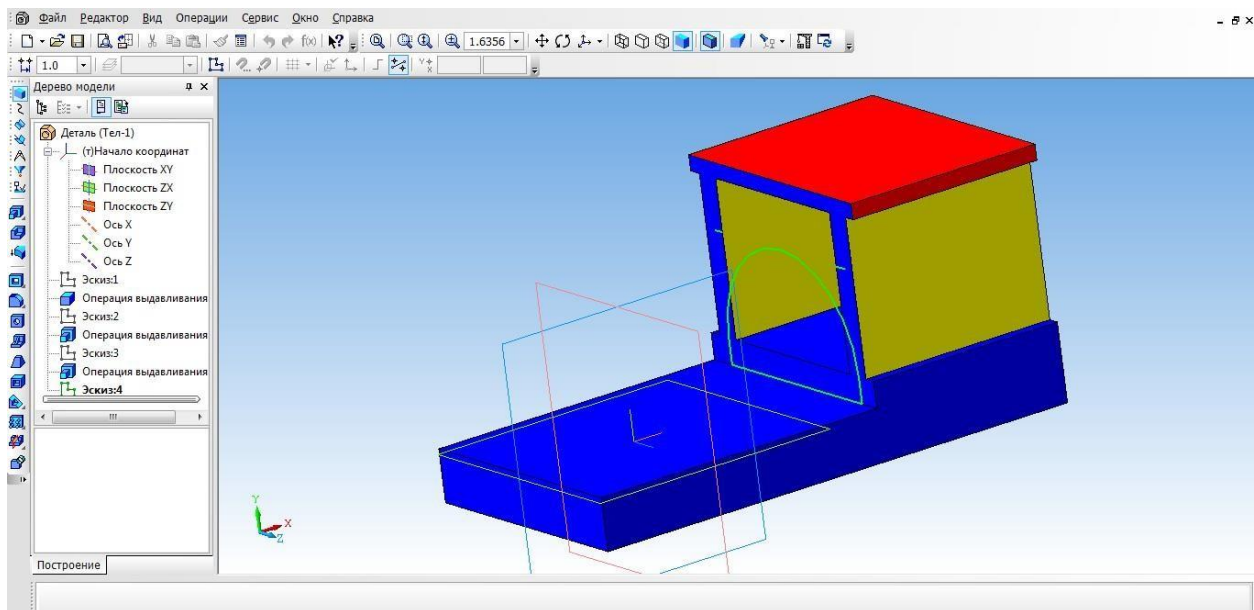 Файл Редактор Вид Операции Сервис Окно Справка
1.6356
1.0
Дерево модели
Деталь (Тел-1)
(т)Начало координат
Плоскость XY
Плоскость ZX
Плоскость ZY
Ось X
Ось Y
Ось Z
Эскиз:1
Операция выдавливания
Эскиз:2
Операция выдавливания
Эскиз:3
Операция выдавливания
Эскиз:4
Y
X
Z
Построение